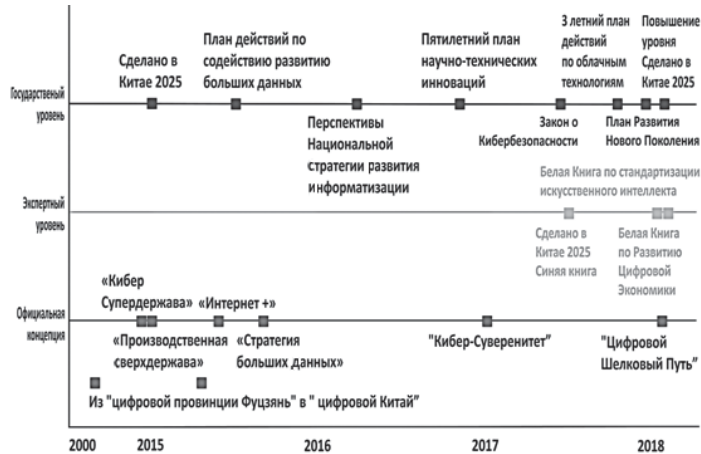 Сделано в
Китае 2025
План действий по
содействию развитию
больших данных
Пятилетний план
научно-технических
инноваций
3 летний план
действий
по облачным
технологиям
Повышение
уровня
Сделано в
Китае 2025
Государственый
уровень
Перспективы
Национальной
стратегии развития
информатизации
Закон о
Кибербезопасности
План Развития
Нового Поколения
Белая Книга по стандартизации
искусственного интеллекта
Экспертный
уровень
Сделано в
Китае 2025
Синяя книга
Белая Книга
по Развитию
Цифровой
Экономики
«Кибер
Супердержава»
«Интернет +»
Официальная
концепция
«Производственная
сверхдержава»
«Стратегия
больших данных»
"Кибер-Суверенитет”
"Цифровой
Шелковый Путь”
Из "цифровой провинции Фуцзянь" в " цифровой Китай”
2000 2015 2016 2017 2018